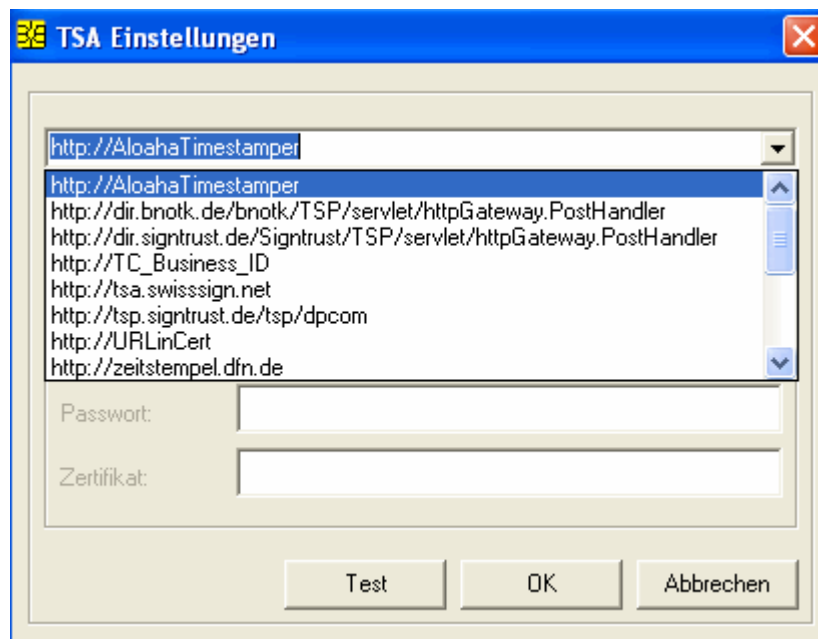 TSA Einstellungen
http://AloahaTimestamper
http://AloahaTimestamper
http://dir.bnotk.de/bnotk/TSP/servlet/httpGateway.PostHandler
http://dir.signtrust.de/Signtrust/TSP/servlet/httpGateway.PostHandler
http://TC_Business_ID
http://tsa.swisssign.net
http://tsp.signtrust.de/tsp/dpcom
http://URLinCert
http://zeitstempel.dfn.de
Passwort:
Zertifikat:
Test OK Abbrechen